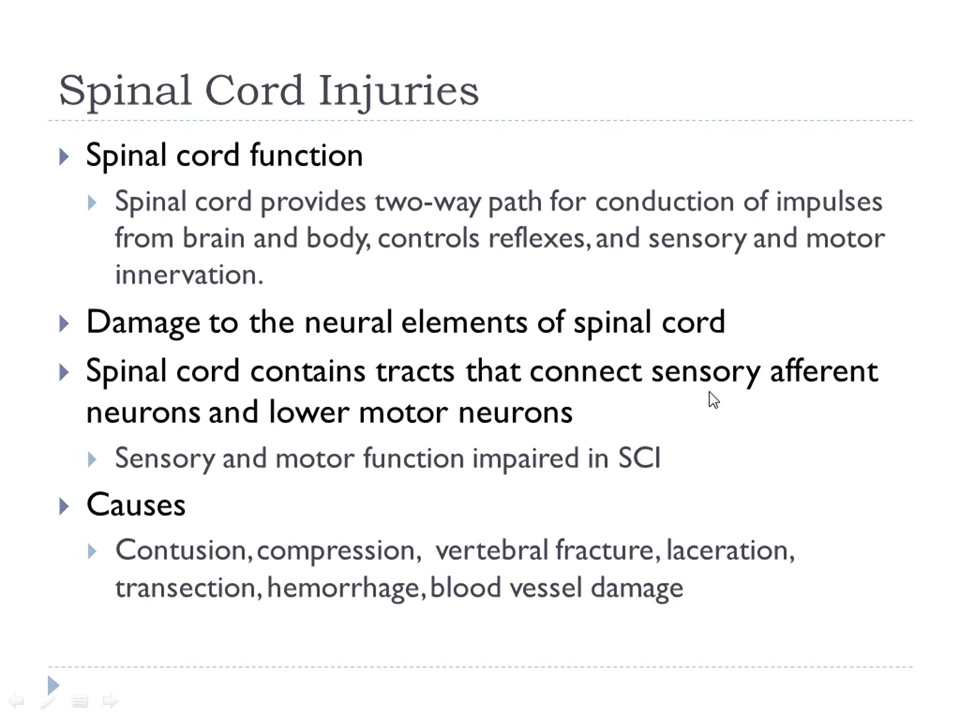 Spinal Cord Injuries
Spinal cord function
Spinal cord provides two-way path for conduction of impulses
from brain and body, controls reflexes, and sensory and motor
innervation.
Damage to the neural elements of spinal cord
Spinal cord contains tracts that connect sensory afferent
neurons and lower motor neurons
Sensory and motor function impaired in SCI
Causes
Contusion, compression, vertebral fracture, laceration,
transection, hemorrhage, blood vessel damage